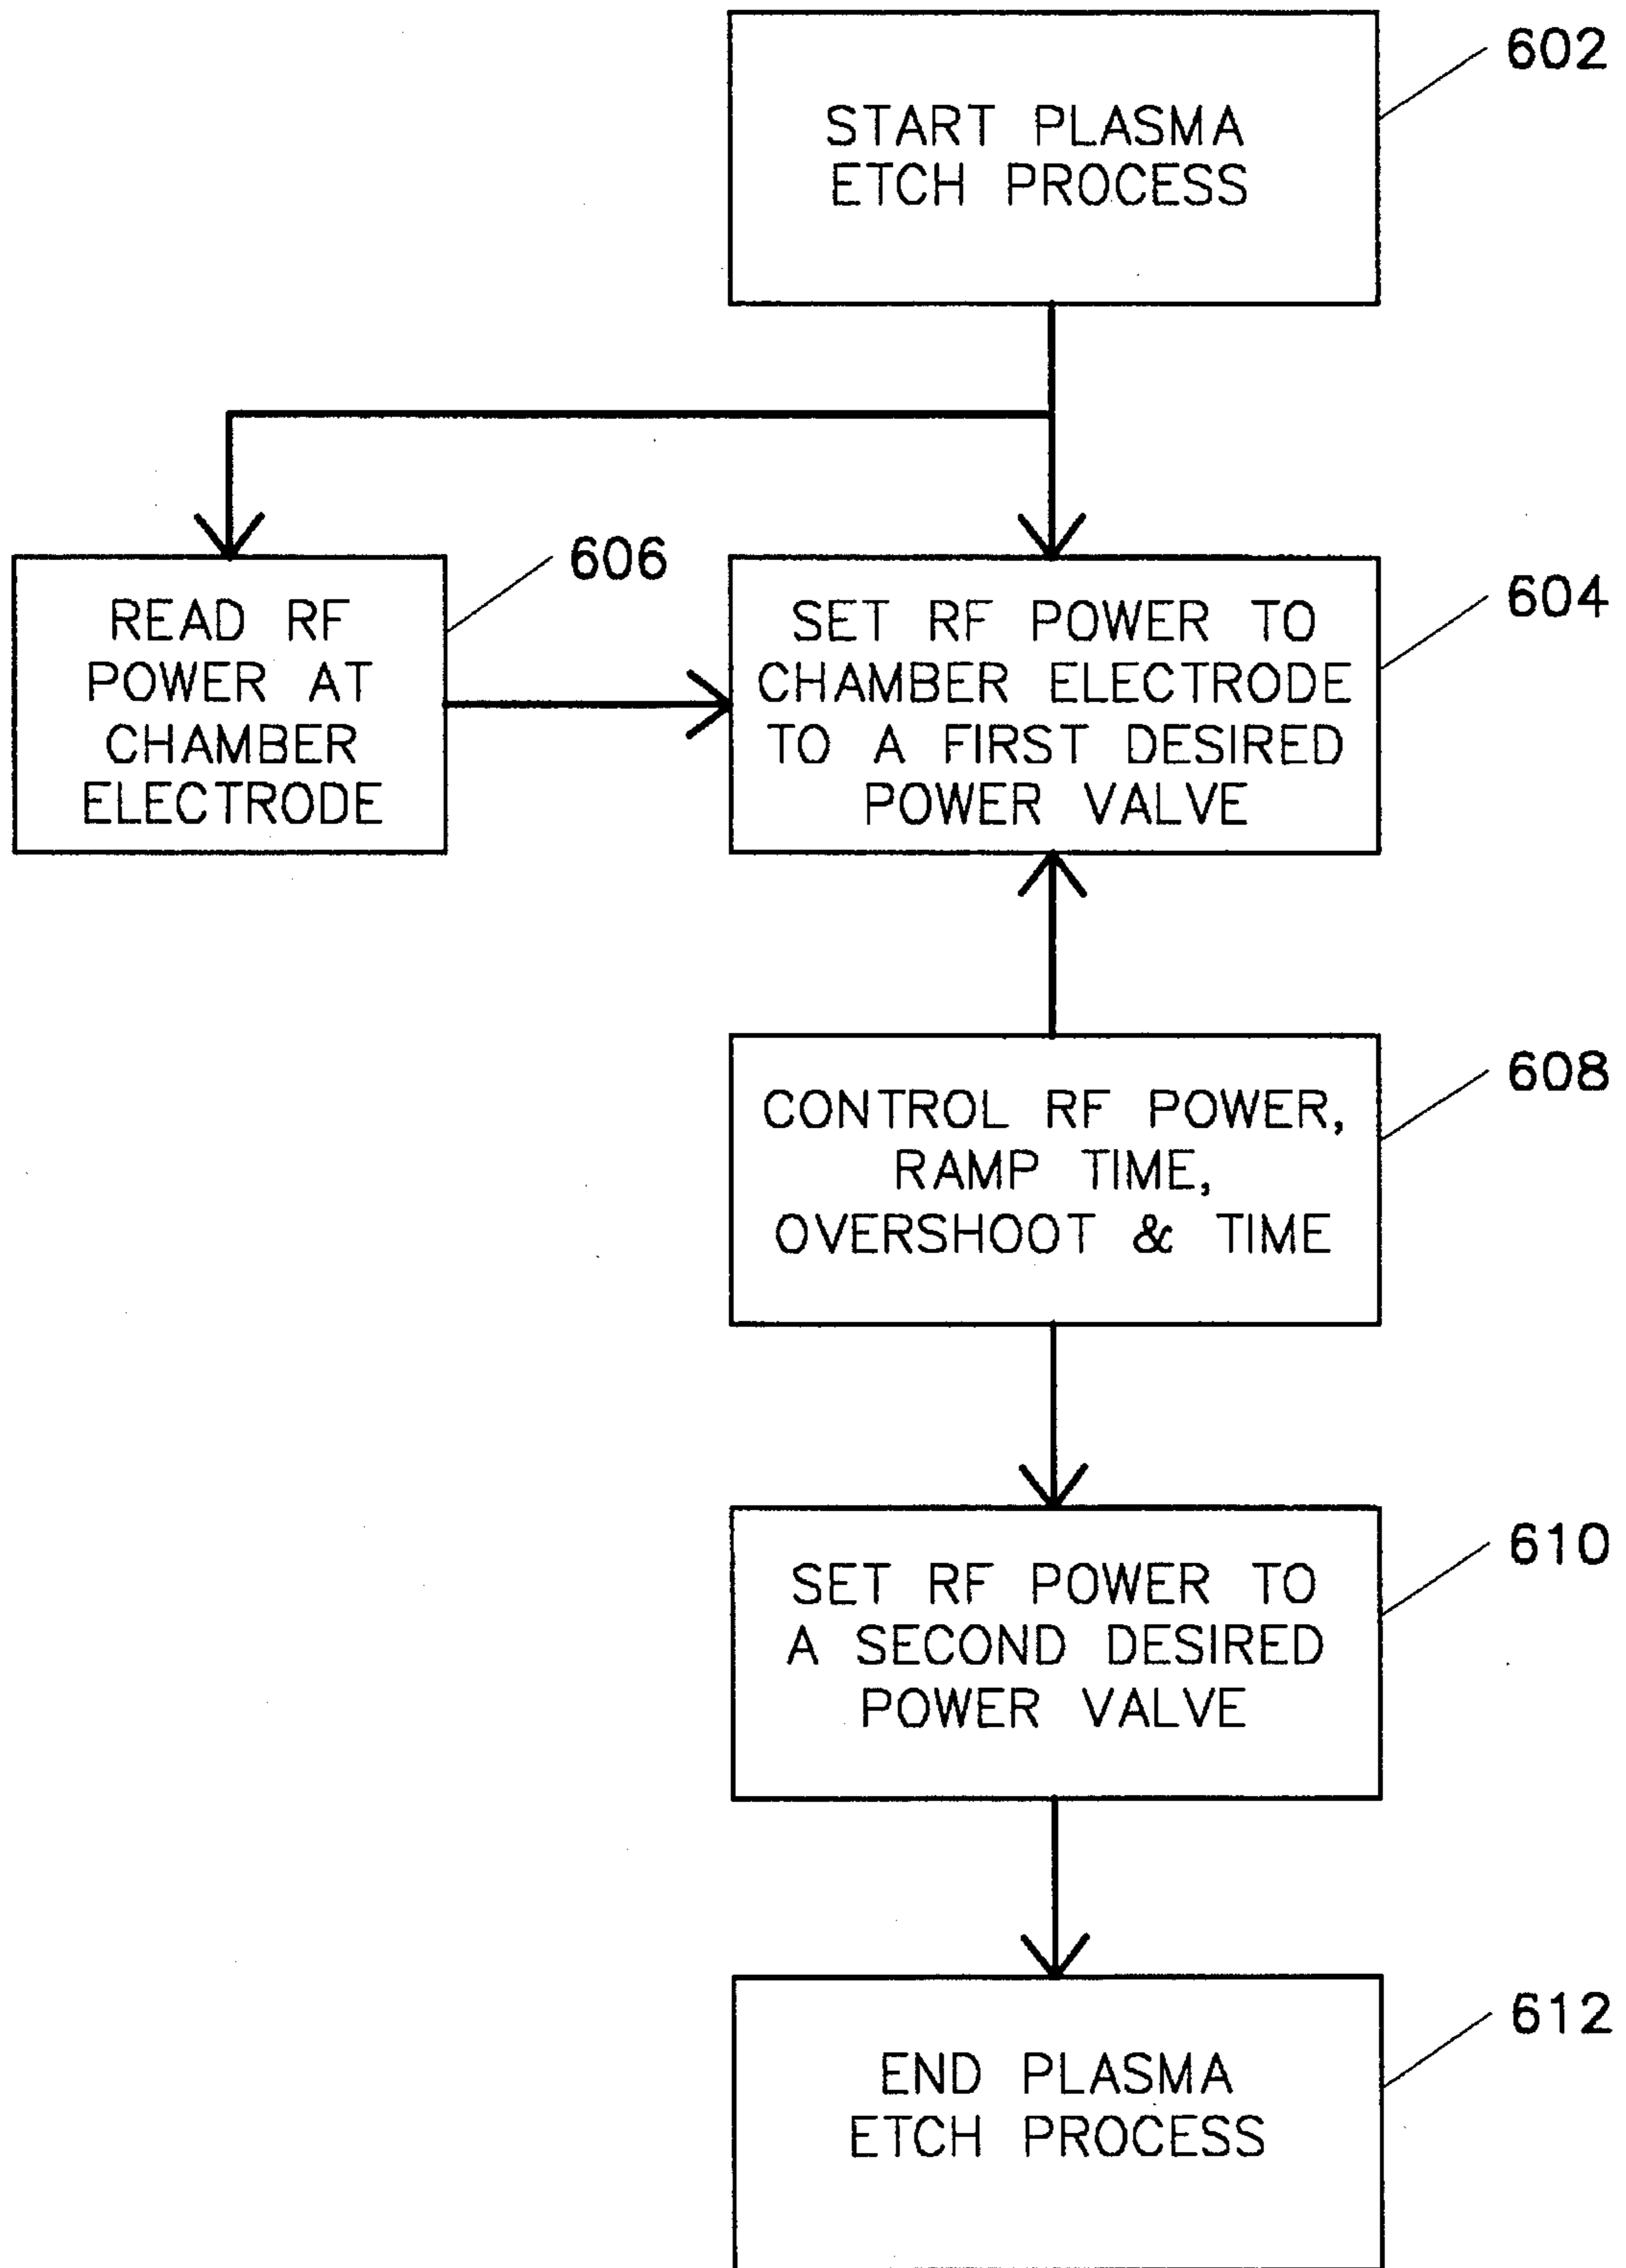 602
START PLASMA
ETCH PROCESS
606
READ RF
POWER AT
CHAMBER
ELECTRODE
604
SET RF POWER TO
CHAMBER ELECTRODE
TO A FIRST DESIRED
POWER VALVE
608
CONTROL RF POWER,
RAMP TIME,
OVERSHOOT & TIME
610
SET RF POWER TO
A SECOND DESIRED
POWER VALVE
612
END PLASMA
ETCH PROCESS